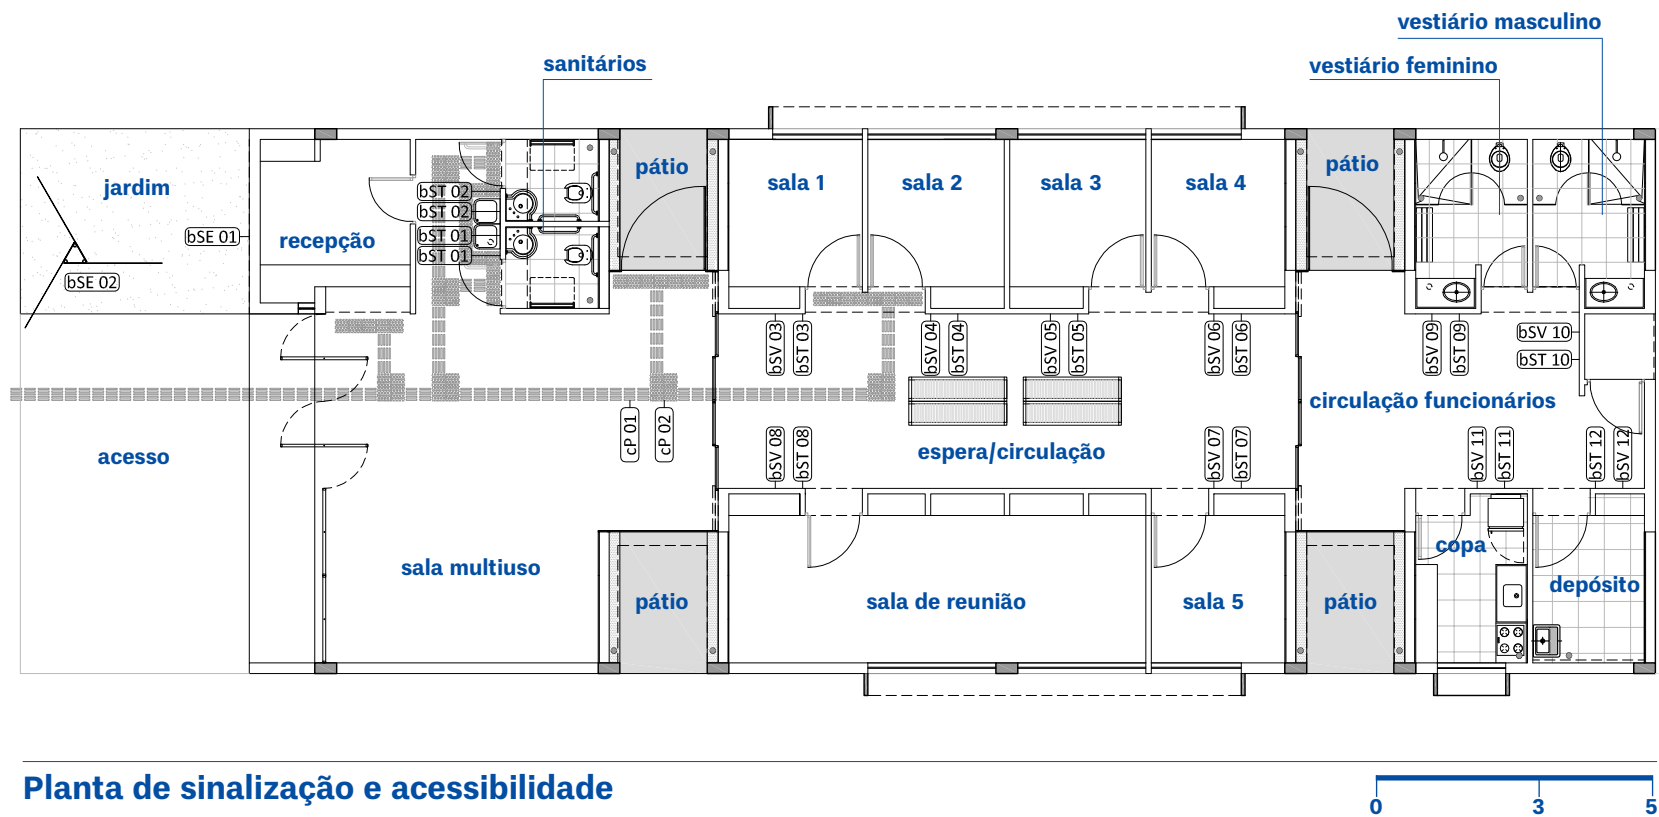 vestiário masculino
sanitários
vestiário feminino
pátio
pátio
jardim
sala 1
sala 2
sala 3
sala 4
bST 02
bST 02
bSE 01
recepção
bST 01
bST 01
bSE 02
bSV 03
bST 03
bSV 04
bST 04
bSV 05
bST 05
bSV 06
bST 06
bSV 09
bST 09
bSV 10
bST 10
circulação funcionários
cP 01
cP 02
acesso
bSV 08
bST 08
espera/circulação
bSV 07
bST 07
bSV 11
bST 11
bST 12
bSV 12
copa
sala multiuso
depósito
pátio
sala de reunião
sala 5
pátio
Planta de sinalização e acessibilidade
0 3 5